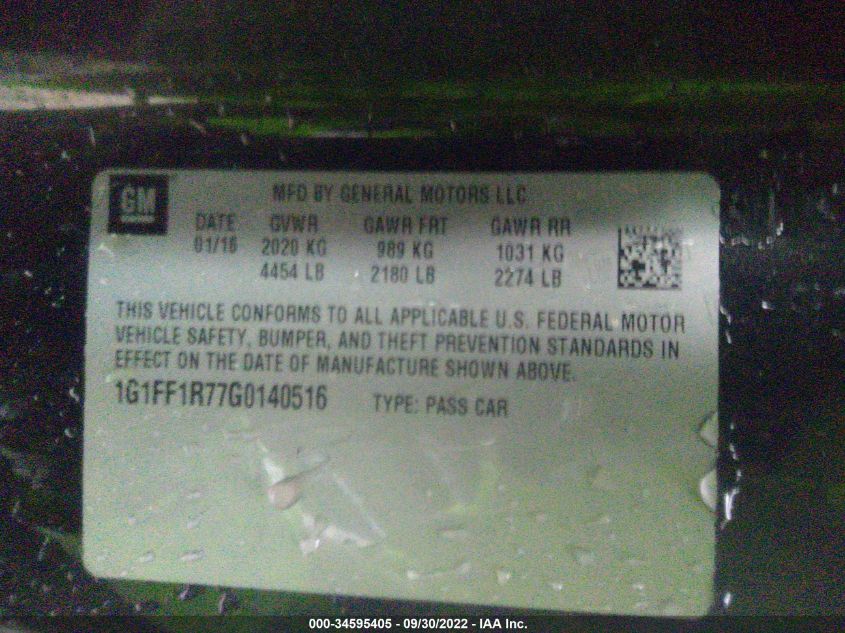 GM
MFD BY GENERAL MOTORS LLC
DATE GVWR GAWR FRT GAWR RR
01/16 2020 KG 989 KG 1031 KG
4454 LB 2180 LB 2274 LB
THIS VEHICLE CONFORMS TO ALL APPLICABLE U.S. FEDERAL MOTOR
VEHICLE SAFETY, BUMPER, AND THEFT PREVENTION STANDARDS IN
EFFECT ON THE DATE OF MANUFACTURE SHOWN ABOVE.
1G1FF1R77G0140516 TYPE: PASS CAR
000-34595405 - 09/30/2022 - IAA Inc.